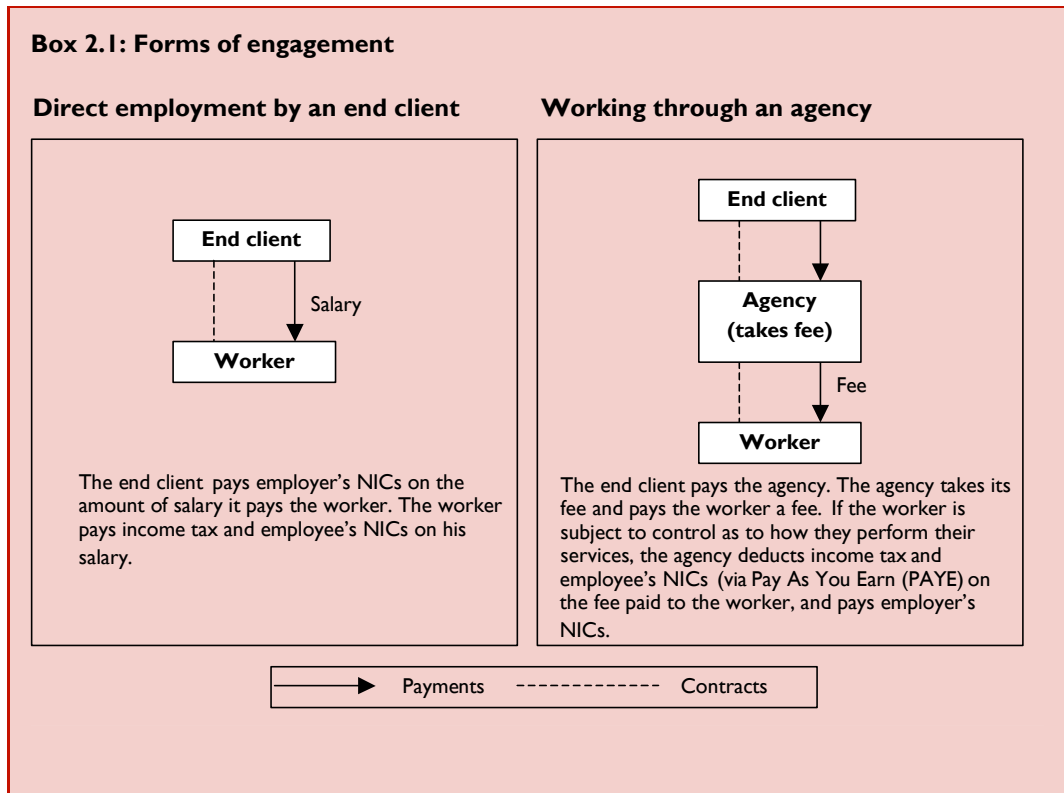 Box 2.1: Forms of engagement
Direct employment by an end client
End client
Salary
Worker
The end client pays employer's NICs on the
amount of salary it pays the worker. The worker
pays income tax and employee's NICs on his
salary.
Working through an agency
End client
Agency
(takes fee)
Fee
Worker
The end client pays the agency. The agency takes its
fee and pays the worker a fee. If the worker is
subject to control as to how they perform their
services, the agency deducts income tax and
employee's NICs (via Pay As You Earn (PAYE) on
the fee paid to the worker, and pays employer's
NICs.
Payments Contracts